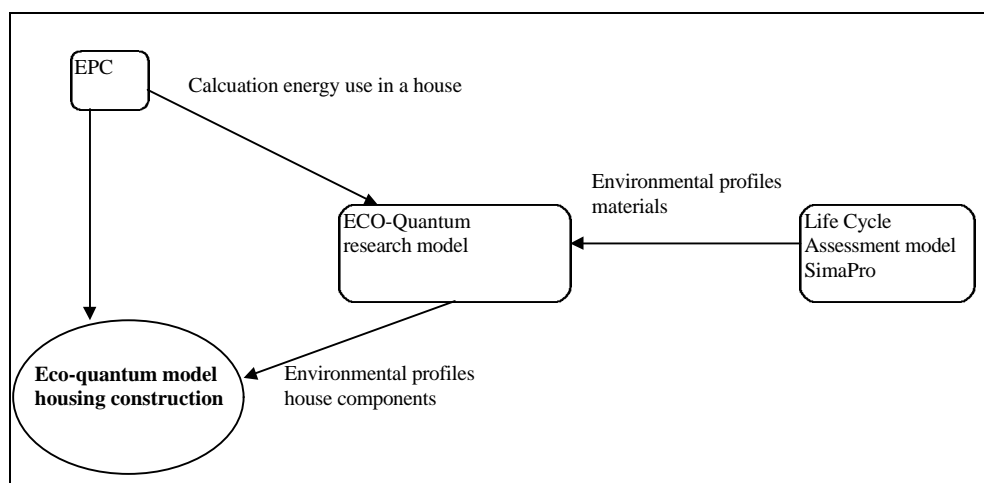 EPC
Calcuation energy use in a house
Environmental profiles
materials
ECO-Quantum
research model
Life Cycle
Assessment model
SimaPro
Eco-quantum model
housing construction
Environmental profiles
house components